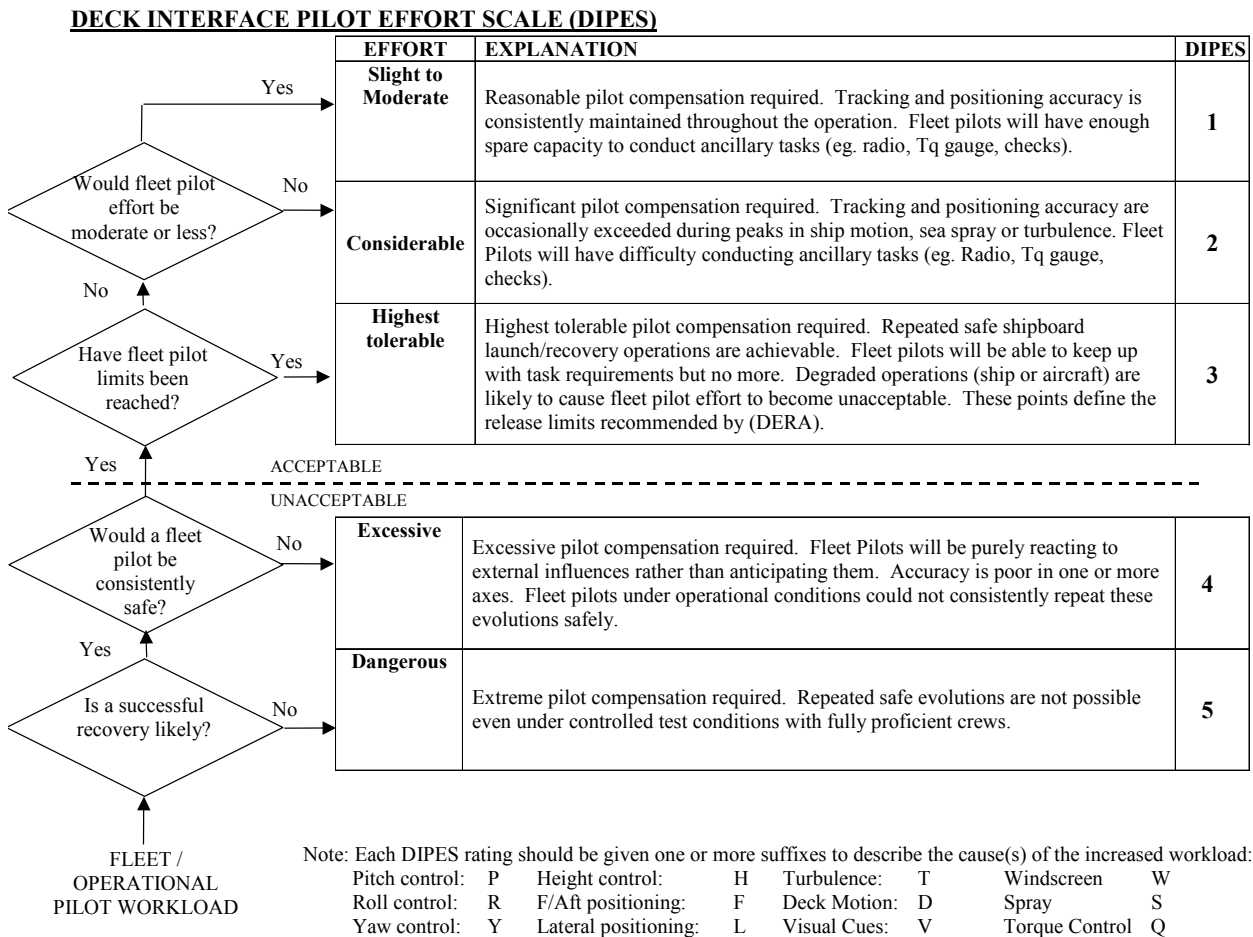 DECK INTERFACE PILOT EFFORT SCALE (DIPES)
EFFORT EXPLANATION DIPES
Yes
Slight to
Moderate
Reasonable pilot compensation required. Tracking and positioning accuracy is
consistently maintained throughout the operation. Fleet pilots will have enough
spare capacity to conduct ancillary tasks (eg. radio, Tq gauge, checks).
1
Would fleet pilot
effort be
moderate or less?
No
Considerable
Significant pilot compensation required. Tracking and positioning accuracy are
occasionally exceeded during peaks in ship motion, sea spray or turbulence. Fleet
Pilots will have difficulty conducting ancillary tasks (eg. Radio, Tq gauge,
checks).
2
No
Have fleet pilot
limits been
reached?
Yes
Highest
tolerable
Highest tolerable pilot compensation required. Repeated safe shipboard
launch/recovery operations are achievable. Fleet pilots will be able to keep up
with task requirements but no more. Degraded operations (ship or aircraft) are
likely to cause fleet pilot effort to become unacceptable. These points define the
release limits recommended by (DERA).
3
Yes
ACCEPTABLE
UNACCEPTABLE
Would a fleet
pilot be
consistently
safe?
No
Excessive
Excessive pilot compensation required. Fleet Pilots will be purely reacting to
external influences rather than anticipating them. Accuracy is poor in one or more
axes. Fleet pilots under operational conditions could not consistently repeat these
evolutions safely.
4
Yes
Is a successful
recovery likely?
No
Dangerous
Extreme pilot compensation required. Repeated safe evolutions are not possible
even under controlled test conditions with fully proficient crews.
5
FLEET /
OPERATIONAL
PILOT WORKLOAD
Note: Each DIPES rating should be given one or more suffixes to describe the cause(s) of the increased workload:
Pitch control: P Height control: H Turbulence: T Windscreen W
Roll control: R F/Aft positioning: F Deck Motion: D Spray S
Yaw control: Y Lateral positioning: L Visual Cues: V Torque Control Q